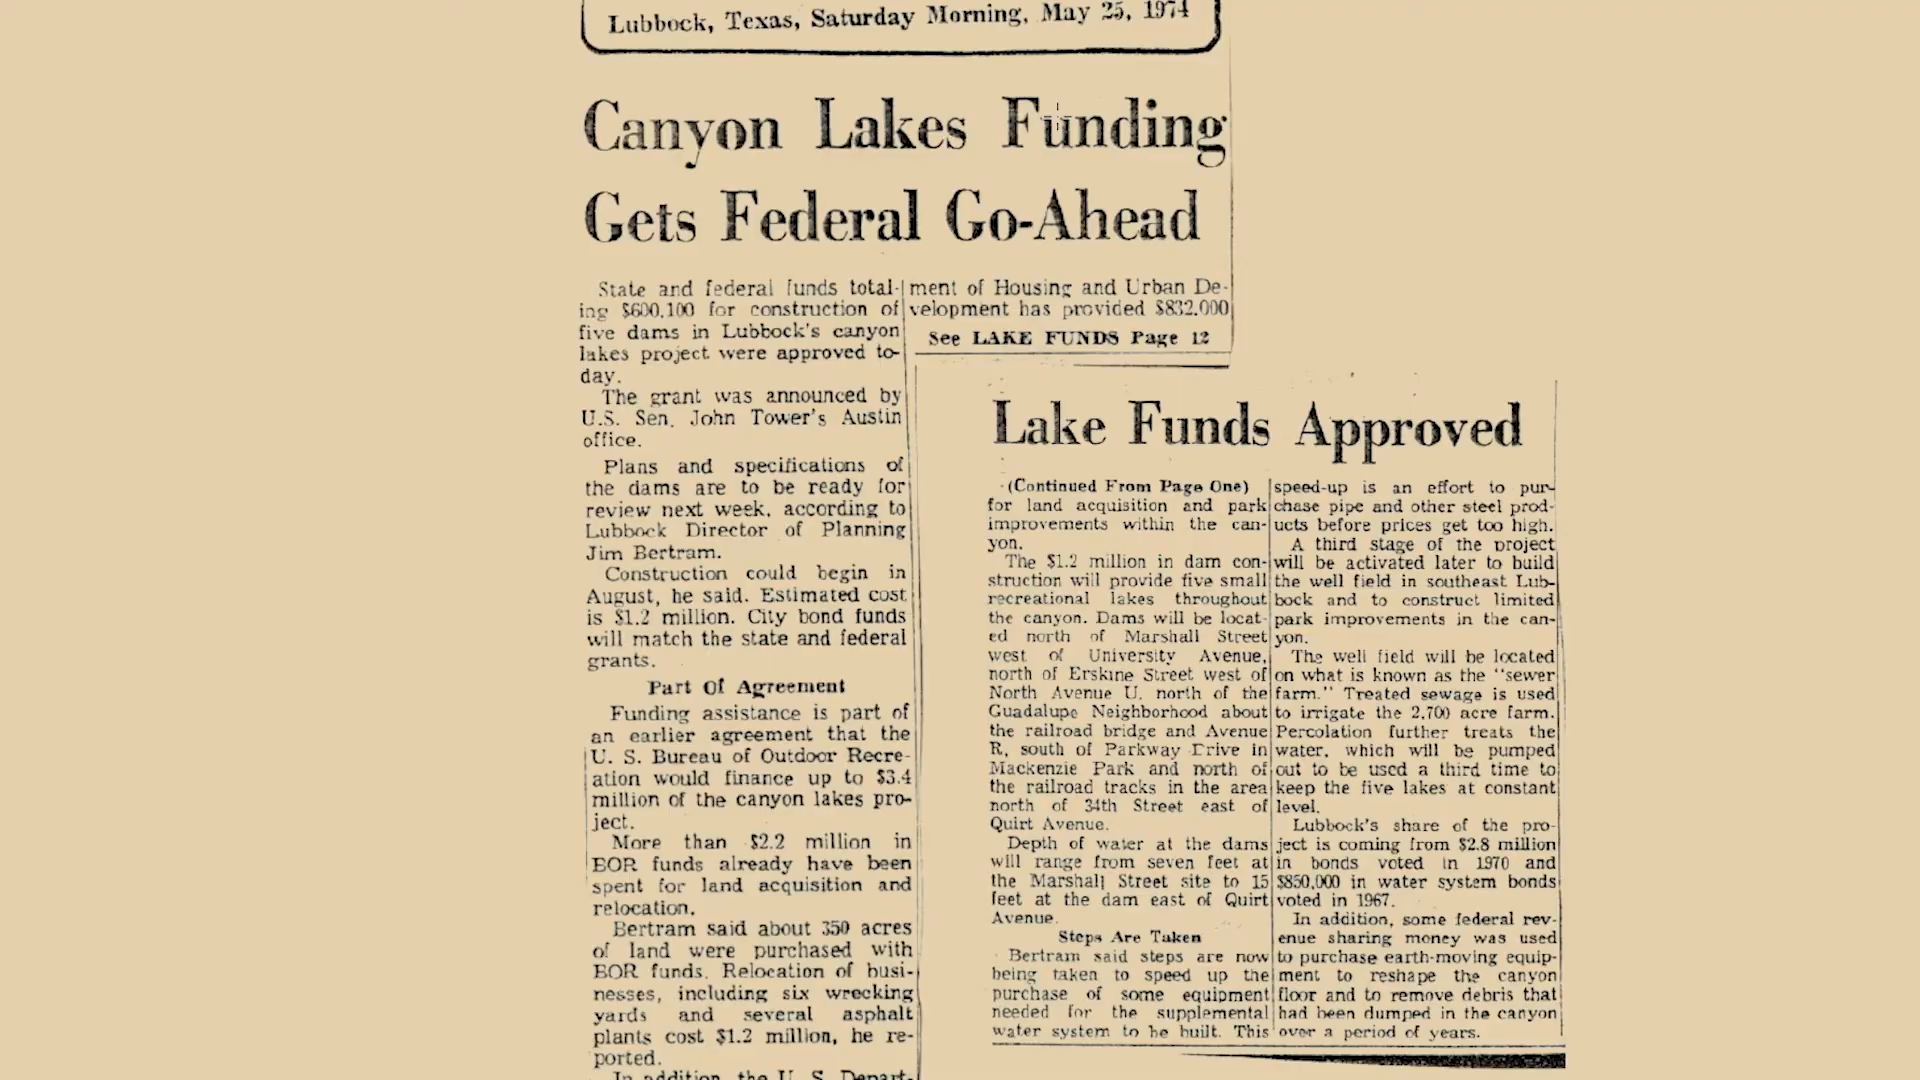 Lubbock, Texas, Saturday Morning, May 25, 1974
Canyon Lakes Funding
Gets Federal Go-Ahead
State and federal funds total-
ing $600,100 for construction of
five dams in Lubbock's canyon
lakes project were approved to-
day.
The grant was announced by
U.S. Sen. John Tower's Austin
office.
Plans and specifications of
the dams are to be ready for
review next week, according to
Lubbock Director of Planning
Jim Bertram.
Construction could begin in
August, he said. Estimated cost
is $1.2 million. City bond funds
will match the state and federal
grants.
Part Of Agreement
Funding assistance is part of
an earlier agreement that the
U. S. Bureau of Outdoor Recre-
ation would finance up to $3.4
million of the canyon lakes pro-
ject.
More than $2.2 million in
BOR funds already have been
spent for land acquisition and
relocation.
Bertram said about 350 acres
of land were purchased with
BOR funds. Relocation of busi-
nesses, including six wrecking
yards and several asphalt
plants cost $1.2 million, he re-
ported.
In addition, the U. S. Depart-
ment of Housing and Urban De-
velopment has provided $832,000
See LAKE FUNDS Page 12
Lake Funds Approved
(Continued From Page One)
for land acquisition and park
improvements within the can-
yon.
The $1.2 million in dam con-
struction will provide five small
recreational lakes throughout
the canyon. Dams will be locat-
ed north of Marshall Street
west of University Avenue,
north of Erskine Street west of
North Avenue U, north of the
Guadalupe Neighborhood about
the railroad bridge and Avenue
R, south of Parkway Drive in
Mackenzie Park and north of
the railroad tracks in the area
north of 34th Street east of
Quirt Avenue.
Depth of water at the dams
will range from seven feet at
the Marshall Street site to 15
feet at the dam east of Quirt
Avenue.
Steps Are Taken
Bertram said steps are now
being taken to speed up the
purchase of some equipment
needed for the supplemental
water system to be built. This
speed-up is an effort to pur-
chase pipe and other steel prod-
ucts before prices get too high.
A third stage of the project
will be activated later to build
the well field in southeast Lub-
bock and to construct limited
park improvements in the can-
yon.
The well field will be located
on what is known as the "sewer
farm." Treated sewage is used
to irrigate the 2,700 acre farm.
Percolation further treats the
water, which will be pumped
out to be used a third time to
keep the five lakes at constant
level.
Lubbock's share of the pro-
ject is coming from $2.8 million
in bonds voted in 1970 and
$850,000 in water system bonds
voted in 1967.
In addition, some federal rev-
enue sharing money was used
to purchase earth-moving equip-
ment to reshape the canyon
floor and to remove debris that
had been dumped in the canyon
over a period of years.